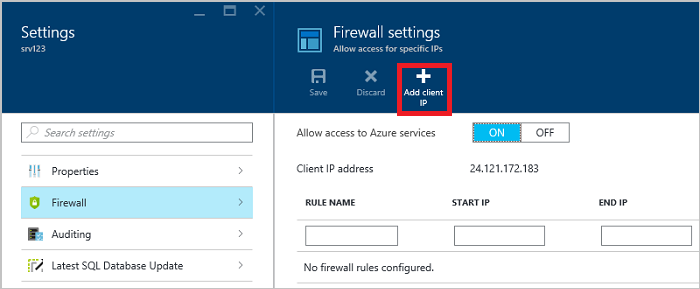 Settings
srv123
Search settings
Properties
Firewall
Auditing
Latest SQL Database Update
Firewall settings
Allow access for specific IPs
Save
Discard
Add client
IP
Allow access to Azure services
ON
OFF
Client IP address
24.121.172.183
RULE NAME
START IP
END IP
No firewall rules configured.